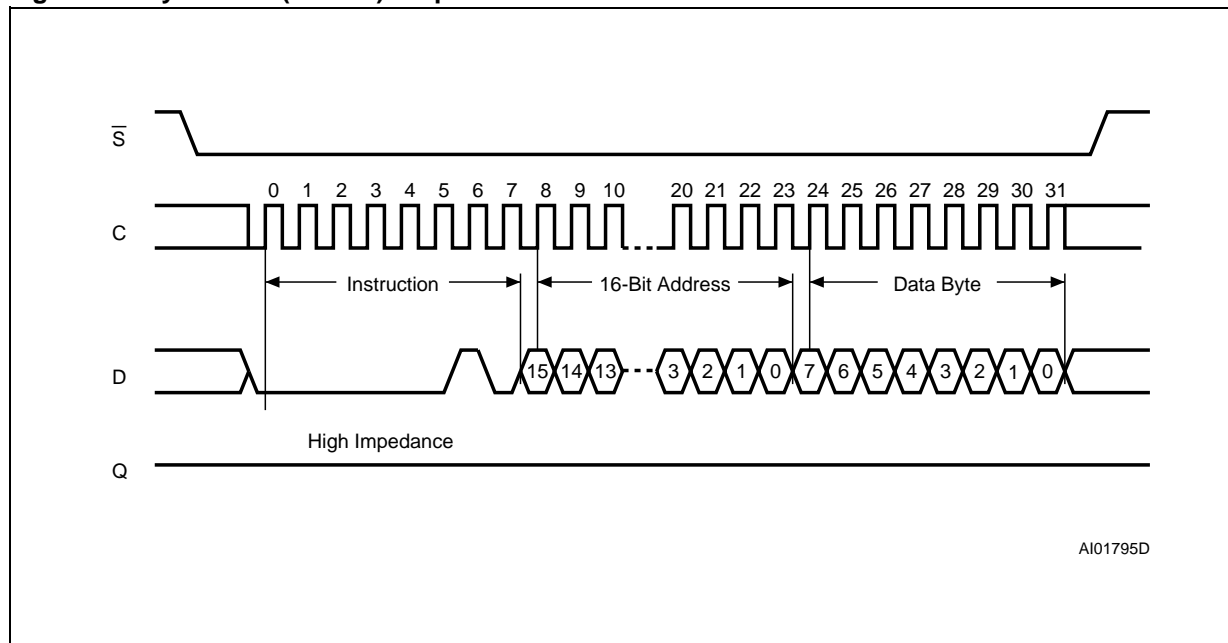 S
0 1 2 3 4 5 6 7 8 9 10 20 21 22 23 24 25 26 27 28 29 30 31
C
Instruction 16-Bit Address Data Byte
D 15 14 13 3 2 1 0 7 6 5 4 3 2 1 0
High Impedance
Q
AI01795D